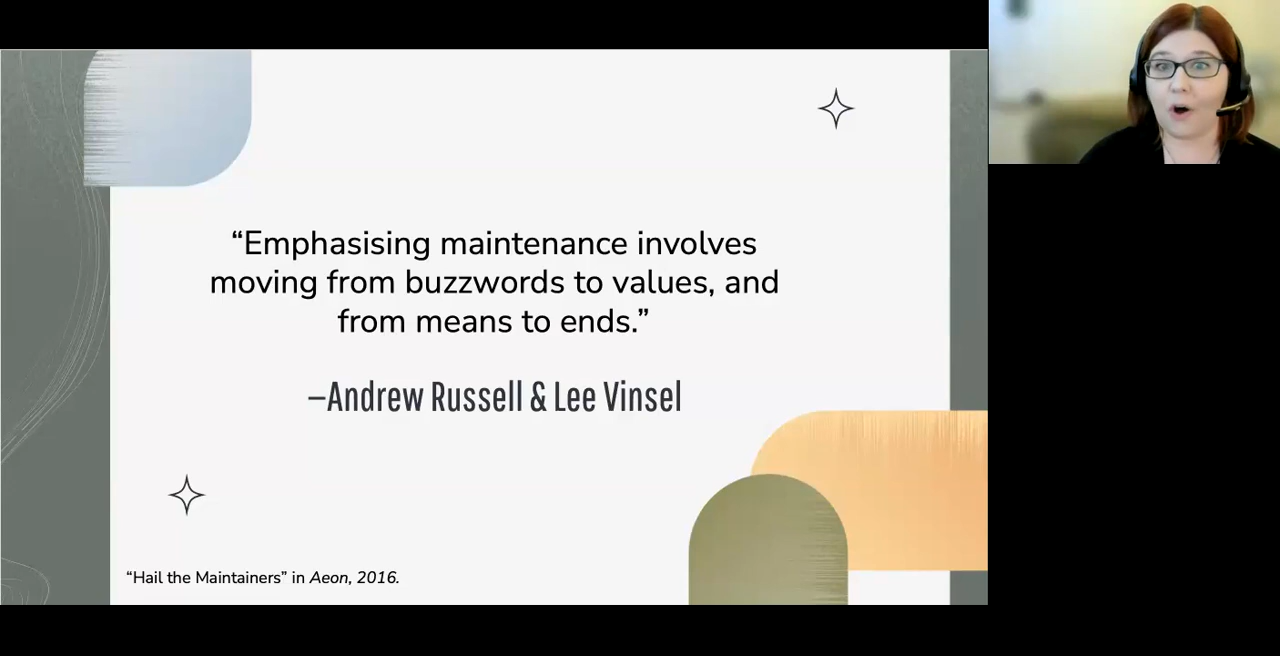 “Emphasising maintenance involves
moving from buzzwords to values, and
from means to ends.”
–Andrew Russell & Lee Vinsel
“Hail the Maintainers” in Aeon, 2016.